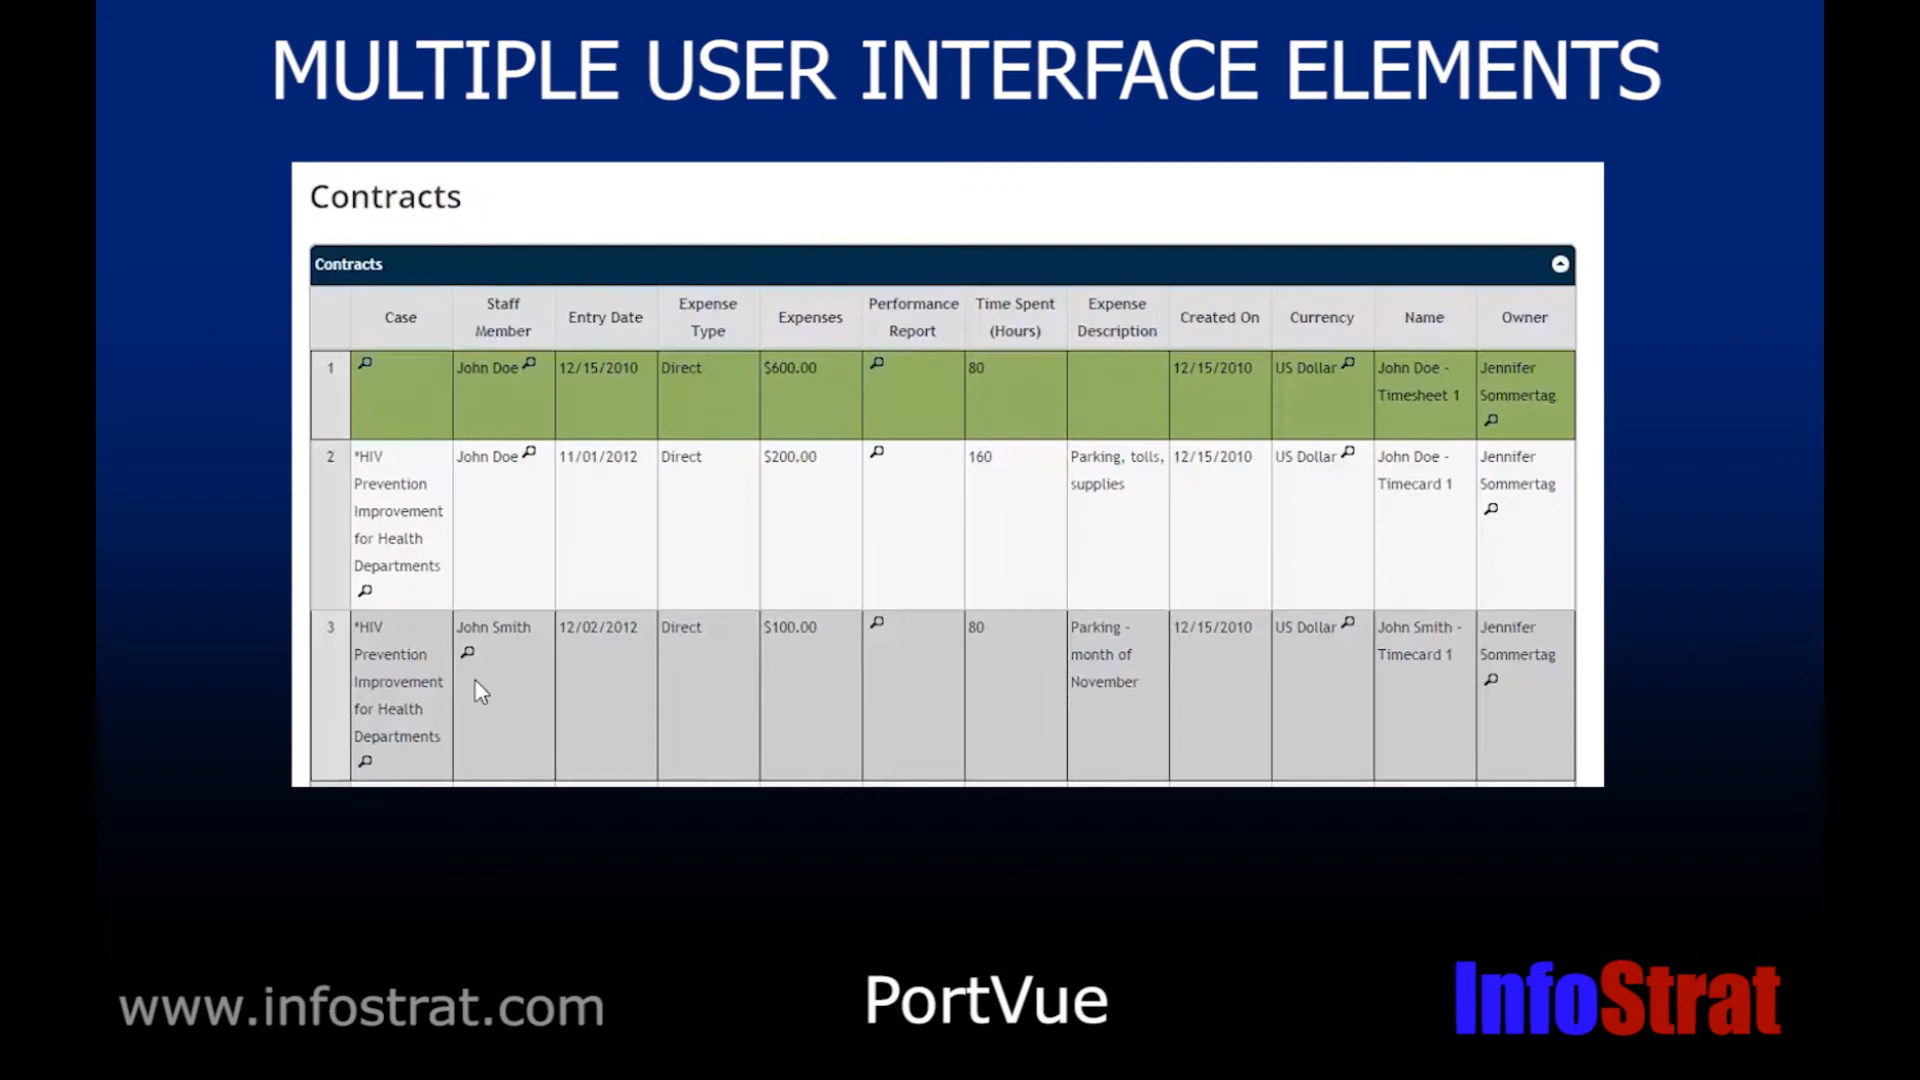 MULTIPLE USER INTERFACE ELEMENTS
Contracts
Contracts
Case Staff Member Entry Date Expense Type Expenses Performance Report Time Spent (Hours) Expense Description Created On Currency Name Owner
1 John Doe 12/15/2010 Direct $600.00 80 12/15/2010 US Dollar John Doe - Timesheet 1 Jennifer Sommertag
2 *HIV Prevention Improvement for Health Departments John Doe 11/01/2012 Direct $200.00 160 Parking, tolls, supplies 12/15/2010 US Dollar John Doe - Timecard 1 Jennifer Sommertag
3 *HIV Prevention Improvement for Health Departments John Smith 12/02/2012 Direct $100.00 80 Parking - month of November 12/15/2010 US Dollar John Smith - Timecard 1 Jennifer Sommertag
www.infostrat.com
PortVue
InfoStrat